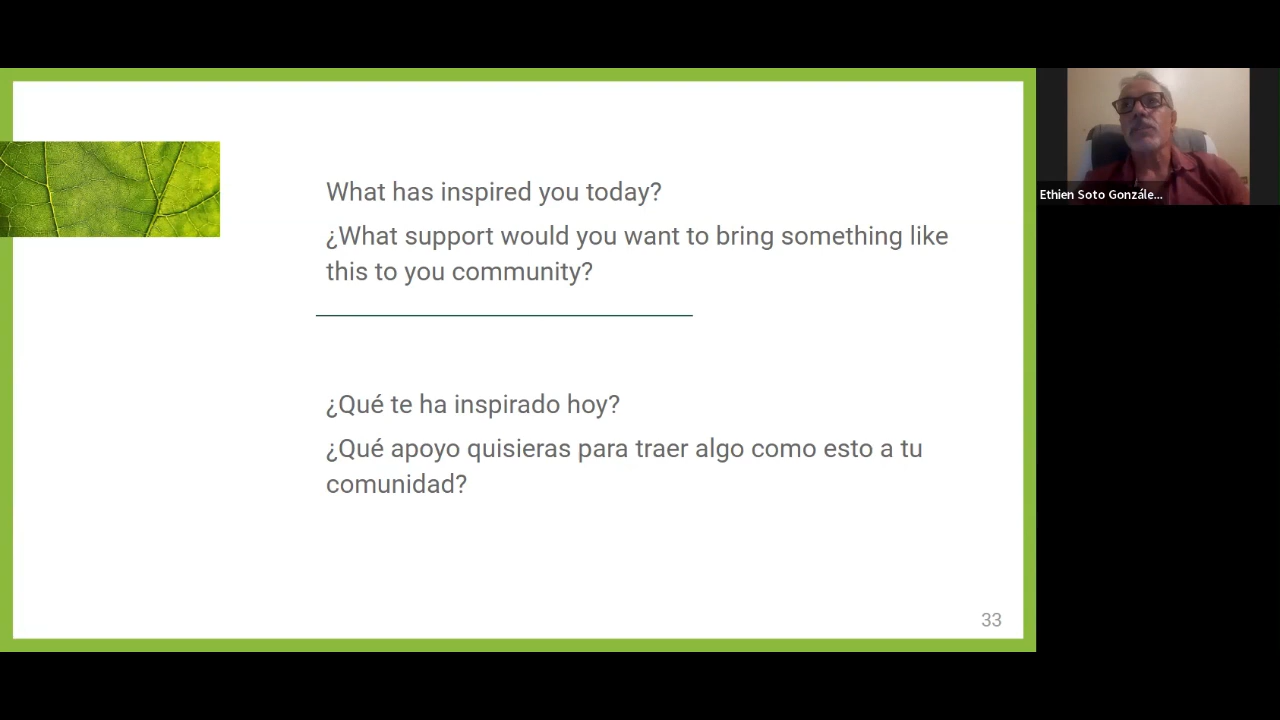 What has inspired you today?
¿What support would you want to bring something like
this to you community?
¿Qué te ha inspirado hoy?
¿Qué apoyo quisieras para traer algo como esto a tu
comunidad?
33
Ethien Soto Gonzále...